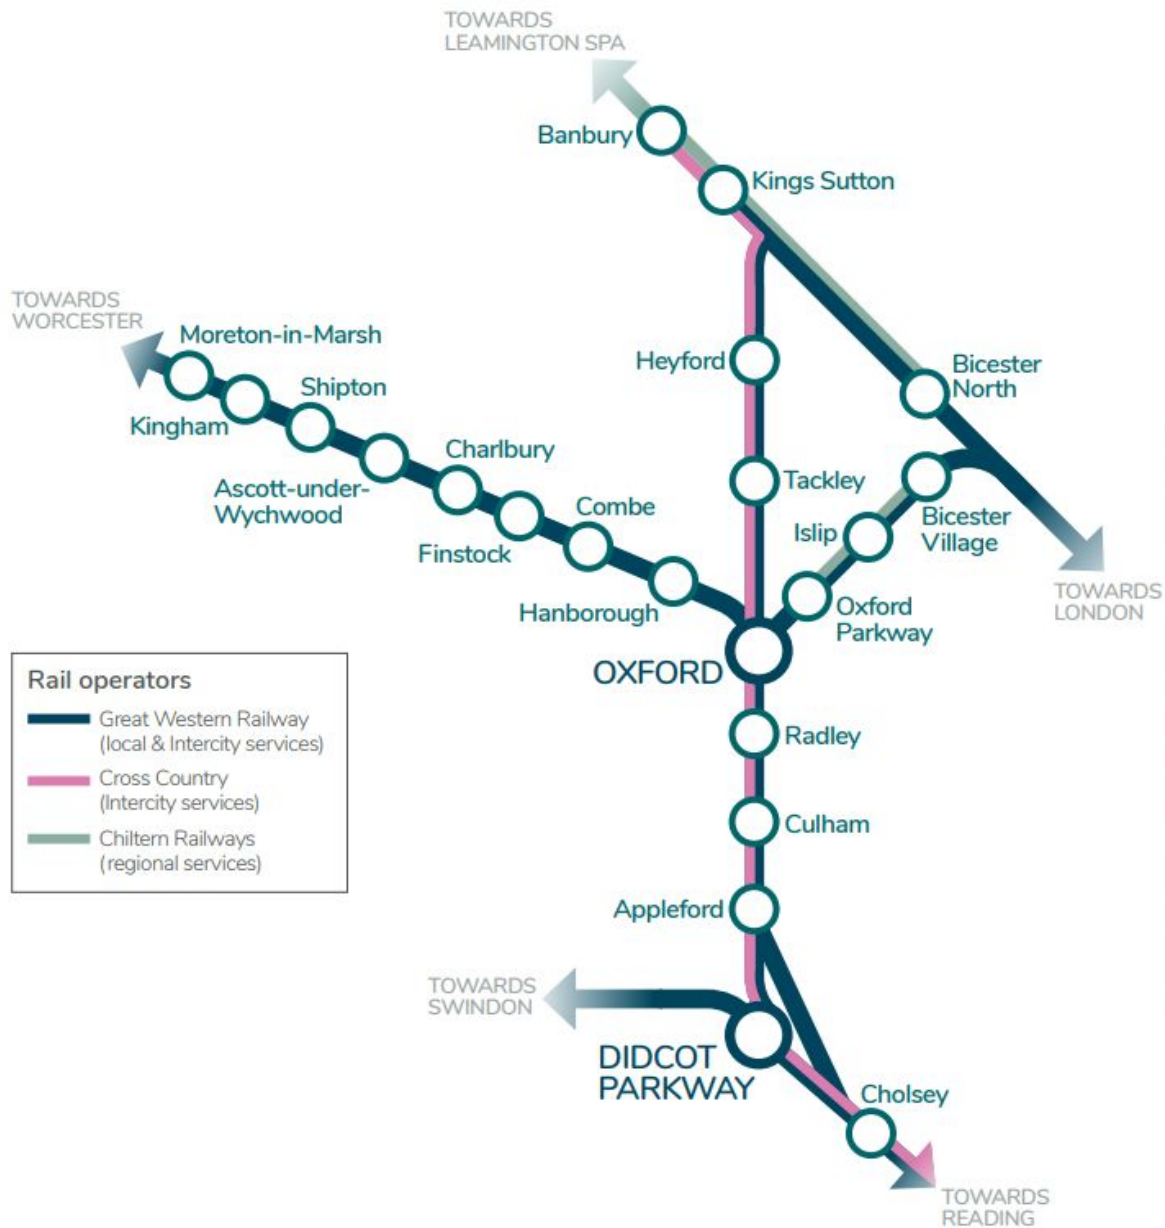 TOWARDS
LEAMINGTON SPA
Banbury
Kings Sutton
TOWARDS
WORCESTER
Moreton-in-Marsh
Kingham
Shipton
Ascott-under-
Wychwood
Charlbury
Finstock
Combe
Hanborough
Heyford
Tackley
Bicester
North
Bicester
Village
Islip
Oxford
Parkway
TOWARDS
LONDON
OXFORD
Radley
Culham
Appleford
TOWARDS
SWINDON
DIDCOT
PARKWAY
Cholsey
TOWARDS
READING
Rail operators
Great Western Railway
(local & Intercity services)
Cross Country
(Intercity services)
Chiltern Railways
(regional services)